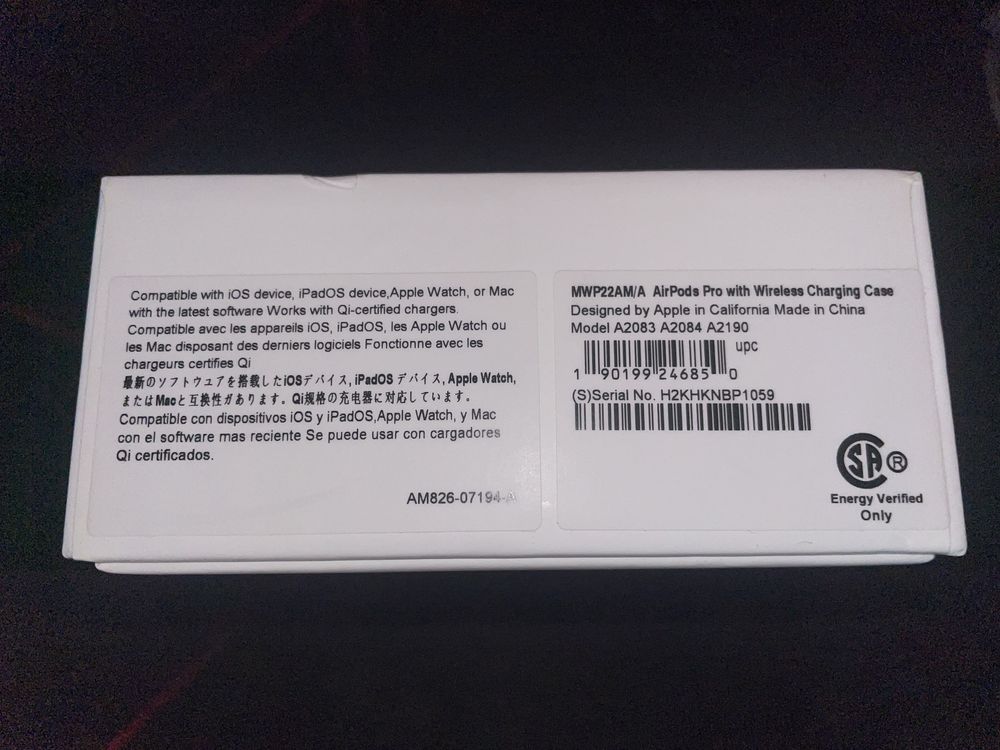 Compatible with iOS device, iPadOS device,Apple Watch, or Mac
with the latest software Works with Qi-certified chargers.
Compatible avec les appareils iOS, iPadOS, les Apple Watch ou
les Mac disposant des derniers logiciels Fonctionne avec les
chargeurs certifies Qi
最新のソフトウェアを搭載したiOSデバイス, iPadOS デバイス, Apple Watch,
またはMacと互換性があります。Qi規格の充電器に対応しています。
Compatible con dispositivos iOS y iPadOS,Apple Watch, y Mac
con el software mas reciente Se puede usar con cargadores
Qi certificados.
AM826-07194-A
MWP22AM/A AirPods Pro with Wireless Charging Case
Designed by Apple in California Made in China
Model A2083 A2084 A2190
upc
1 90199 24685 0
(S)Serial No. H2KHKNBP1059
SA ®
Energy Verified
Only